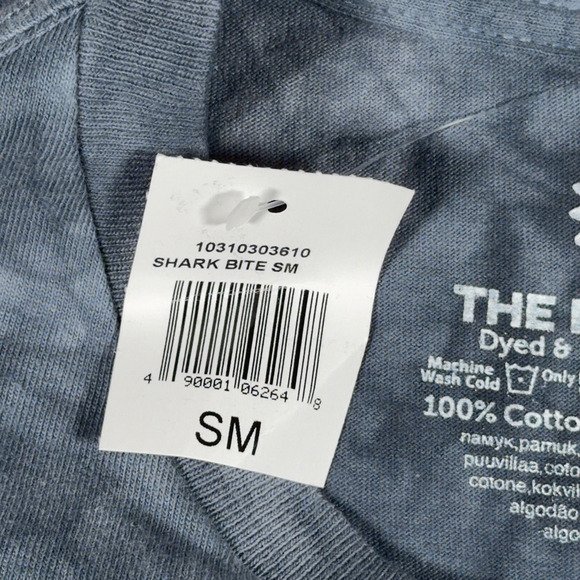 10310303610
SHARK BITE SM
4 90001 06264 8
SM
THE
Dyed &
Machine
Wash Cold
Only
100% Cotto
памук,pamuk,
puuvillaa,coto
cotone,kokvil
algodão
algo